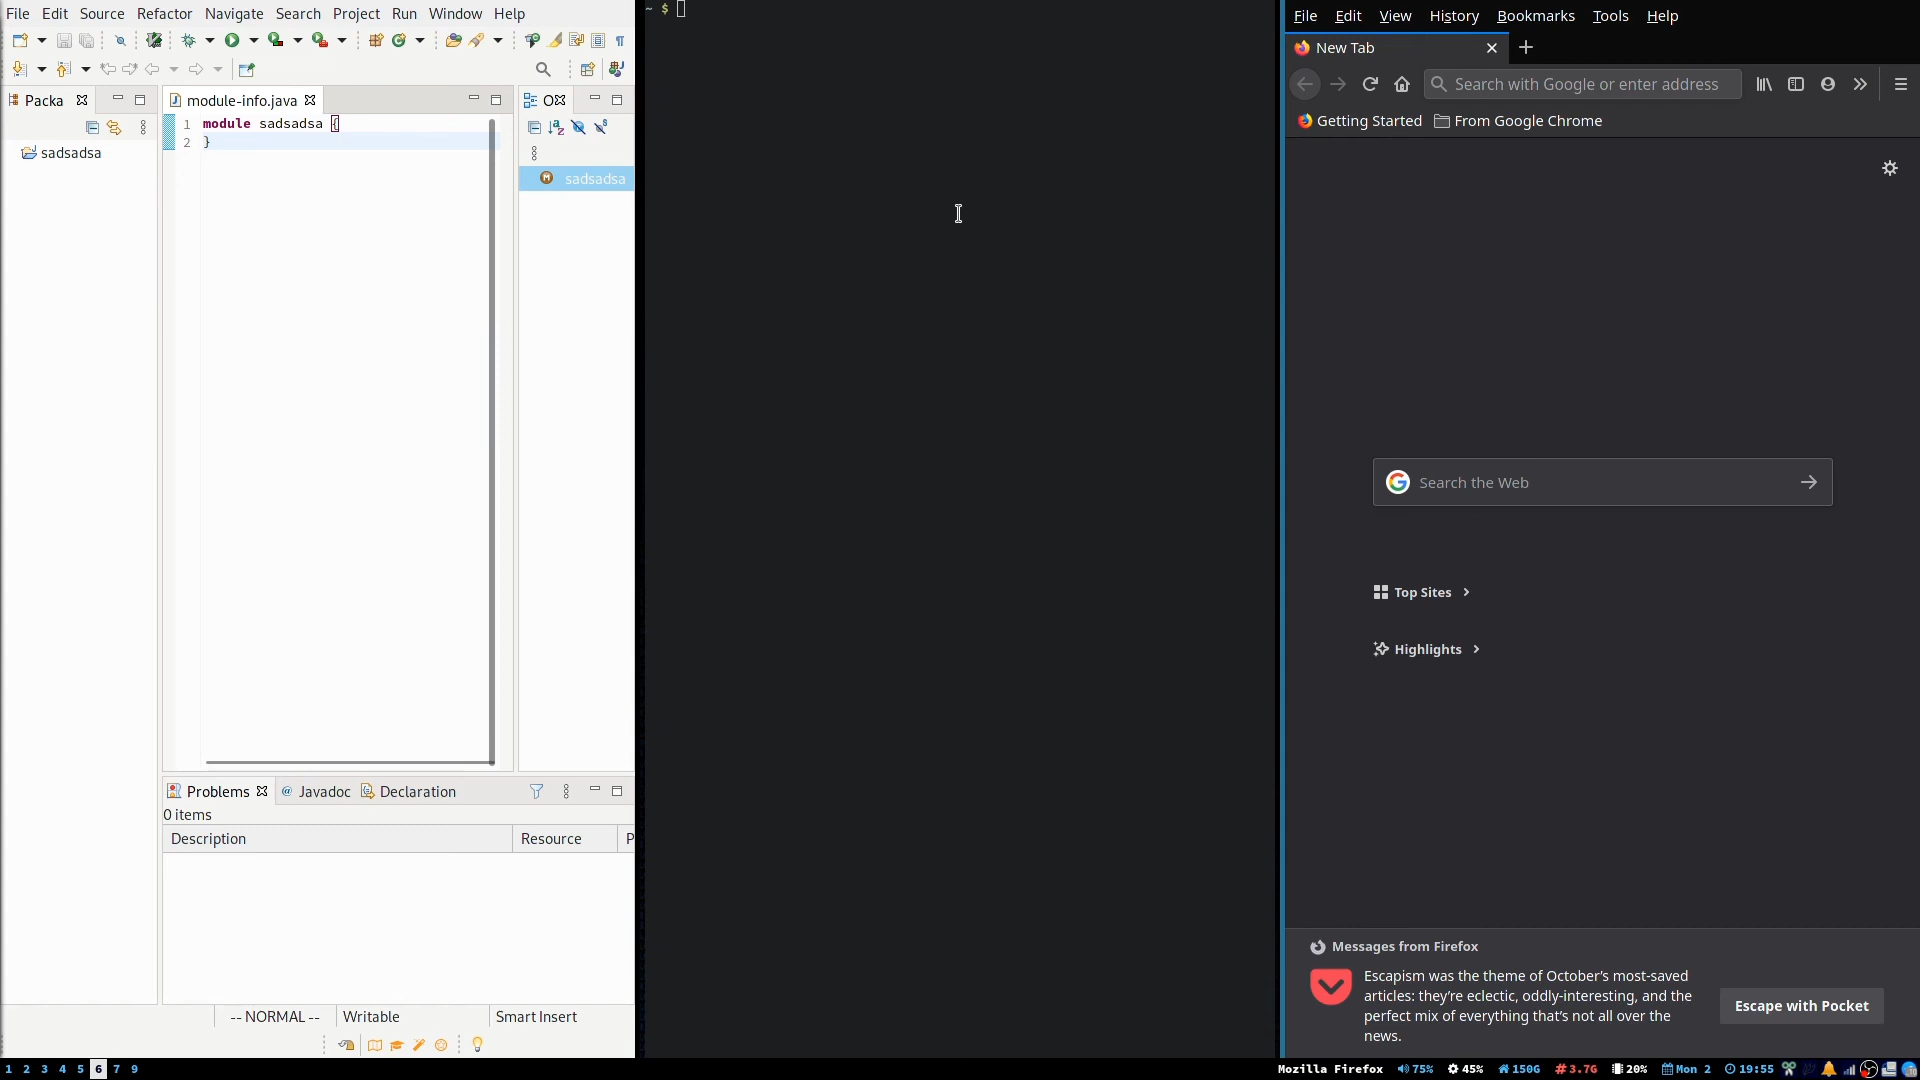 File Edit Source Refactor Navigate Search Project Run Window Help
Packa
module-info.java
O
1 module sadsadsa {
2 }
sadsadsa
sadsadsa
Problems Javadoc Declaration
0 items
Description Resource P
-- NORMAL -- Writable Smart Insert
~ $
File Edit View History Bookmarks Tools Help
New Tab
Search with Google or enter address
Getting Started From Google Chrome
Search the Web
Top Sites
Highlights
Messages from Firefox
Escapism was the theme of October's most-saved
articles: they're eclectic, oddly-interesting, and the
perfect mix of everything that's not all over the
news.
Escape with Pocket
1 2 3 4 5 6 7 9
Mozilla Firefox 75% 45% 150G 3.7G 20% Mon 2 19:55